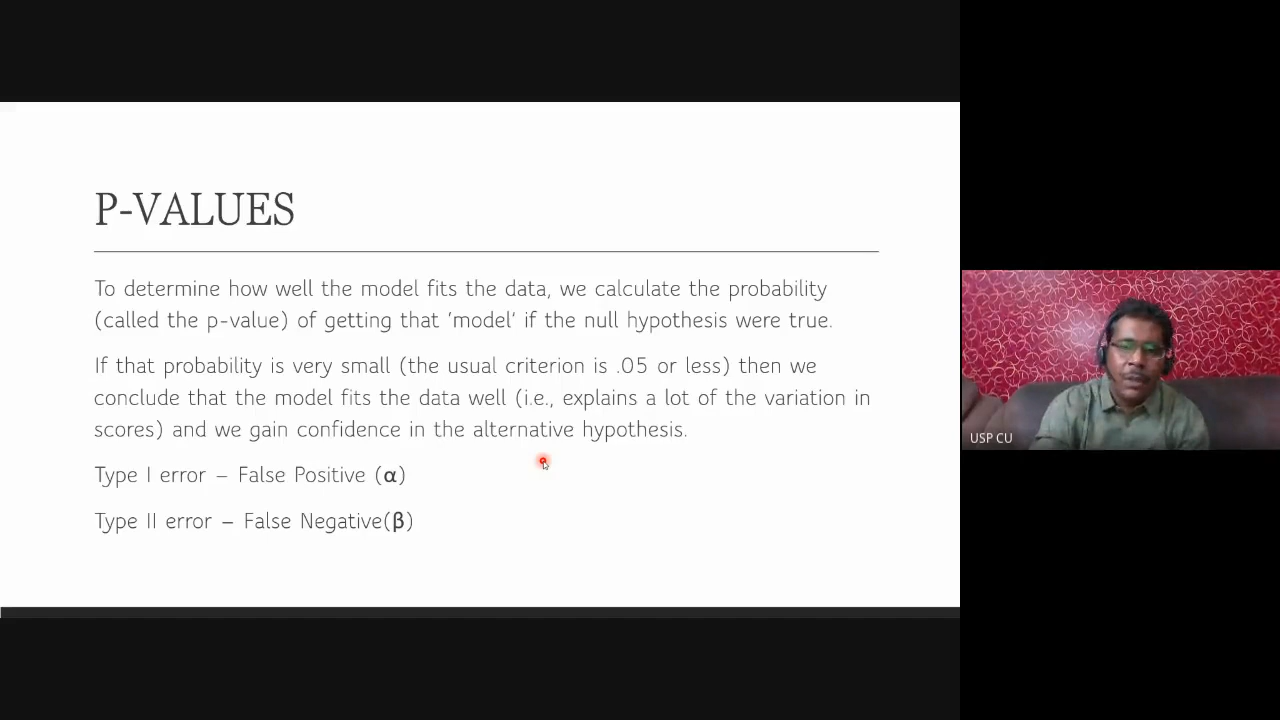 P-VALUES
To determine how well the model fits the data, we calculate the probability
(called the p-value) of getting that ‘model’ if the null hypothesis were true.
If that probability is very small (the usual criterion is .05 or less) then we
conclude that the model fits the data well (i.e., explains a lot of the variation in
scores) and we gain confidence in the alternative hypothesis.
Type I error – False Positive (α)
Type II error – False Negative(β)
USP CU